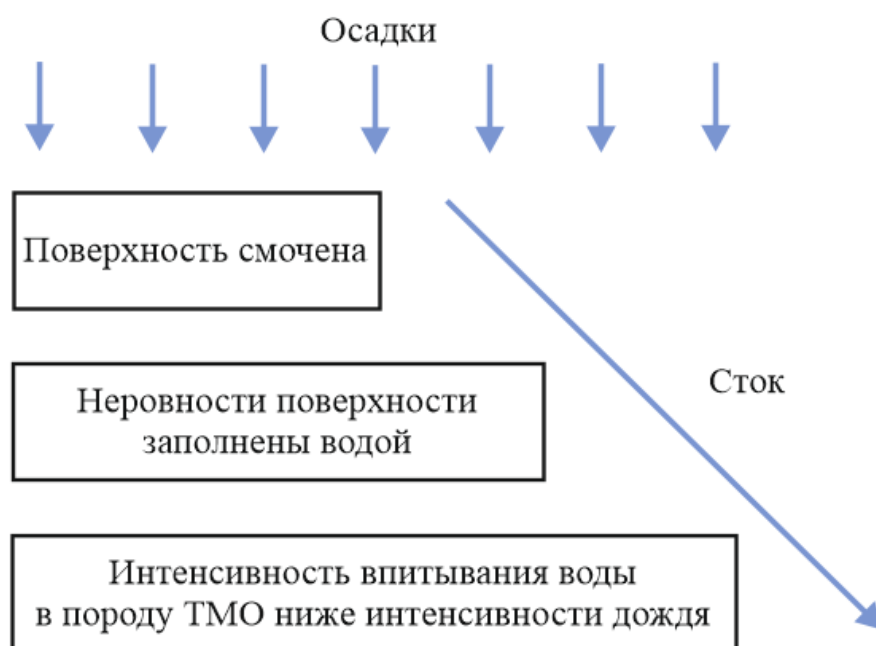 Осадки
Поверхность смочена
Сток
Неровности поверхности
заполнены водой
Интенсивность впитывания воды
в породу ТМО ниже интенсивности дождя